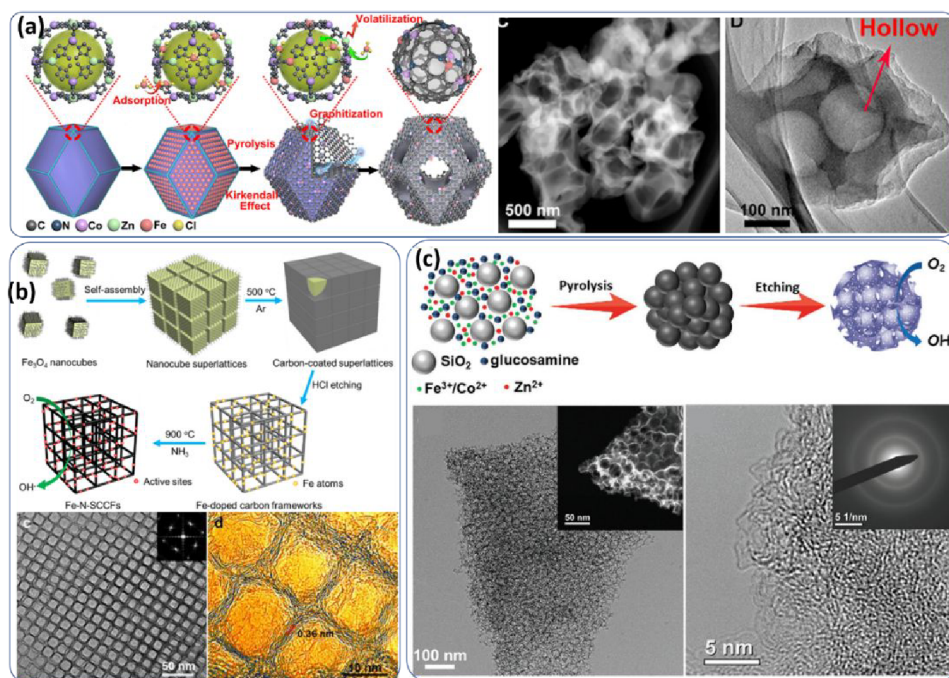 (a)
Volatilization
Adsorption
Graphitization
Pyrolysis
Kirkendall
Effect
C N Co Zn Fe Cl
C
500 nm
D
Hollow
100 nm
(b)
Self-assembly
500 °C
Ar
Fe₃O₄ nanocubes
Nanocube superlattices
Carbon-coated superlattices
HCl etching
O₂
900 °C
NH₃
OH⁻
Active sites
Fe atoms
Fe-N-SCCFs
Fe-doped carbon frameworks
c
50 nm
d
0.36 nm
10 nm
(c)
Pyrolysis
Etching
O₂
OH⁻
SiO₂ glucosamine
Fe³⁺/Co²⁺ Zn²⁺
50 nm
100 nm
5 1/nm
5 nm